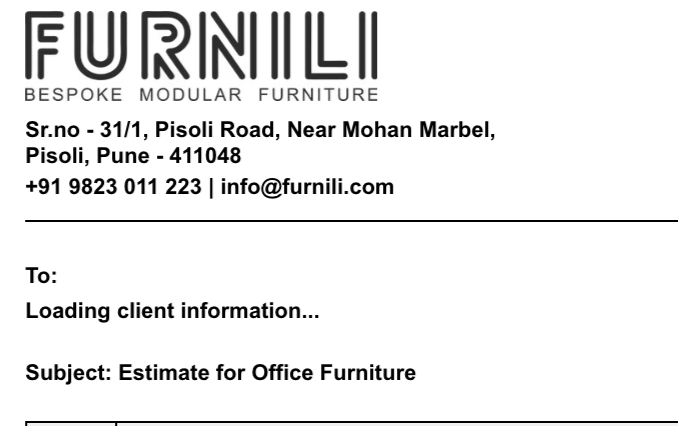 FURNILI
BESPOKE MODULAR FURNITURE
Sr.no - 31/1, Pisoli Road, Near Mohan Marbel,
Pisoli, Pune - 411048
+91 9823 011 223 | info@furnili.com
To:
Loading client information...
Subject: Estimate for Office Furniture